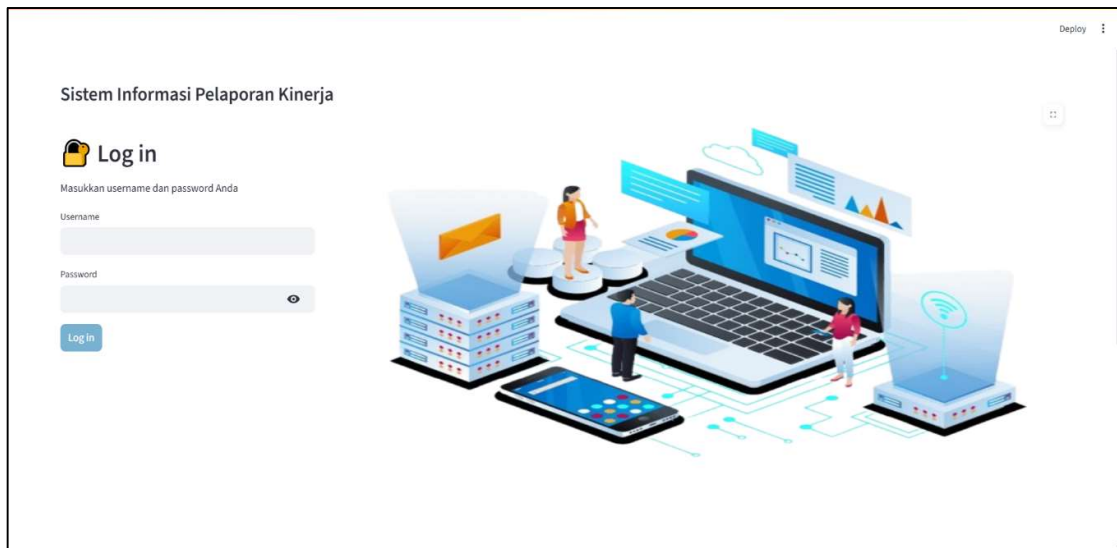 Deploy
Sistem Informasi Pelaporan Kinerja
Log in
Masukkan username dan password Anda
Username
Password
Log in